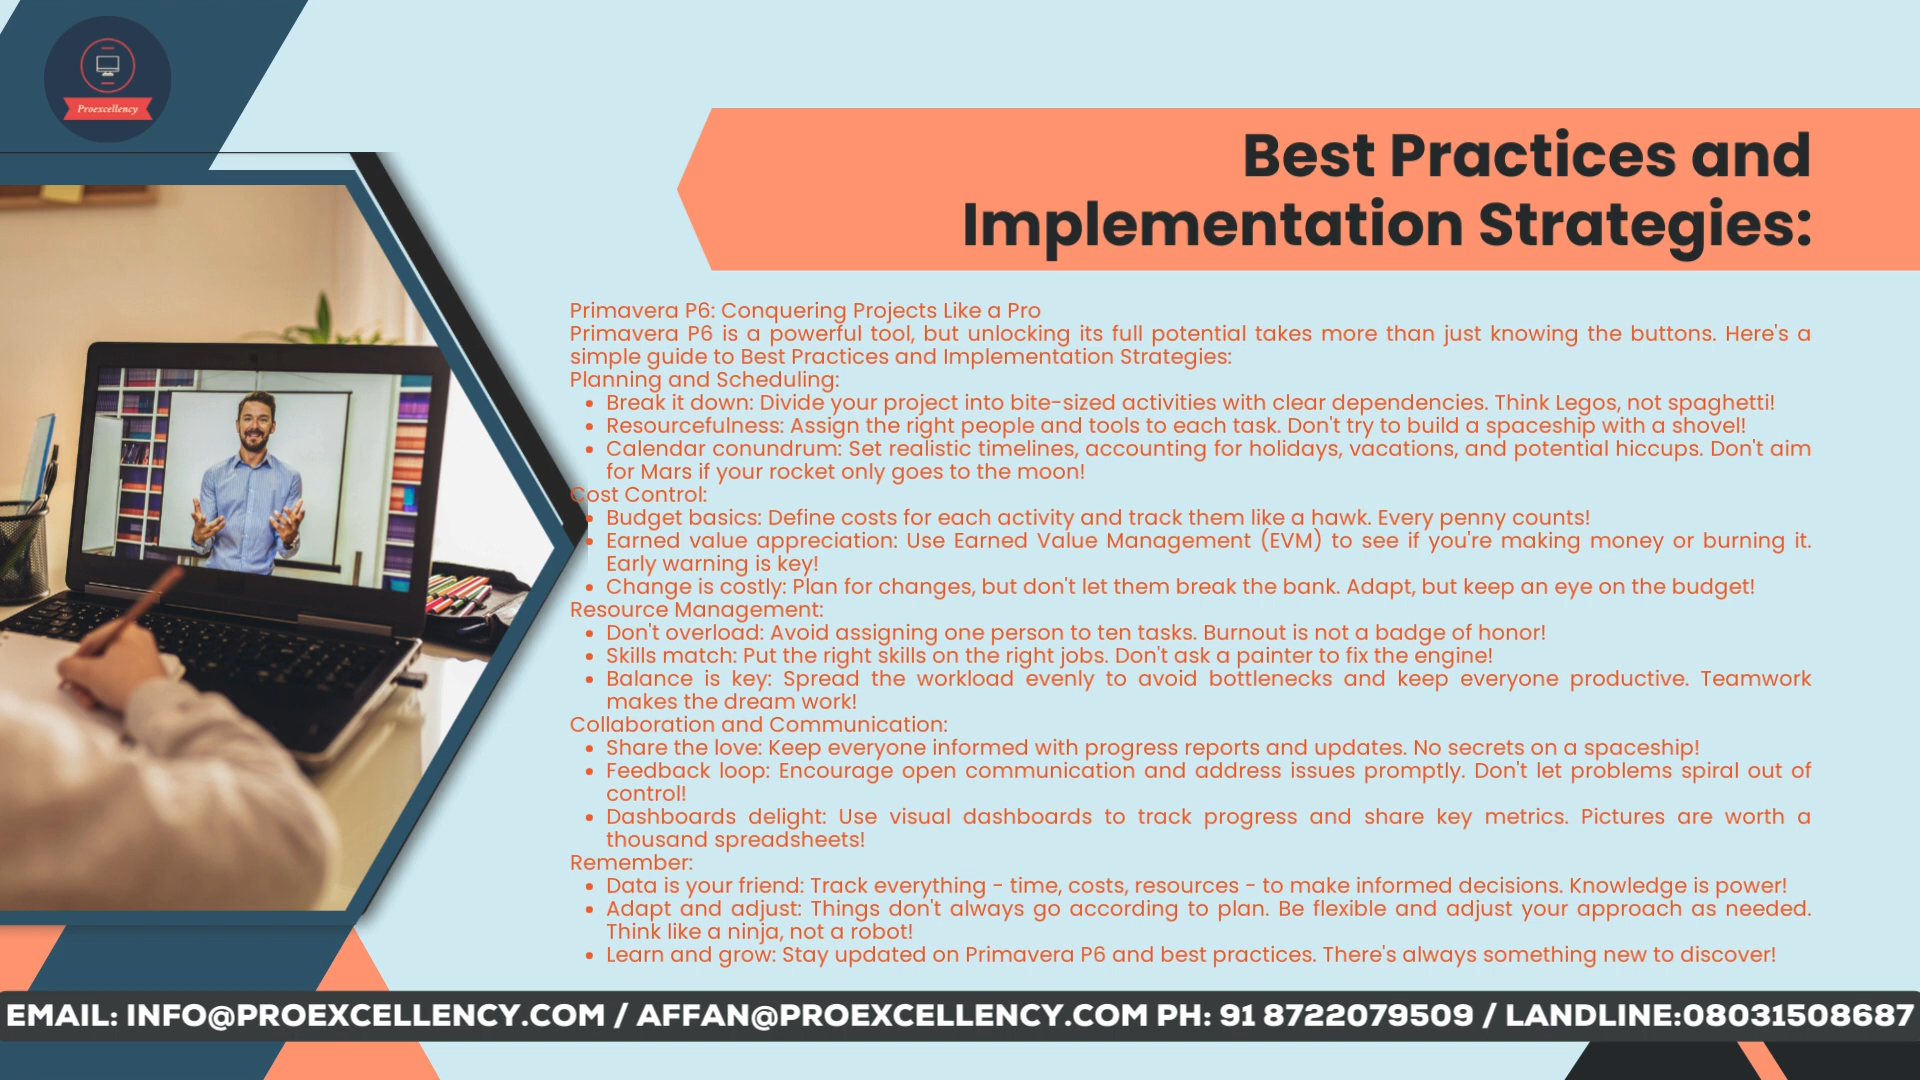 Proexcellency
Best Practices and
Implementation Strategies:
Primavera P6: Conquering Projects Like a Pro
Primavera P6 is a powerful tool, but unlocking its full potential takes more than just knowing the buttons. Here's a
simple guide to Best Practices and Implementation Strategies:
Planning and Scheduling:
• Break it down: Divide your project into bite-sized activities with clear dependencies. Think Legos, not spaghetti!
• Resourcefulness: Assign the right people and tools to each task. Don't try to build a spaceship with a shovel!
• Calendar conundrum: Set realistic timelines, accounting for holidays, vacations, and potential hiccups. Don't aim
for Mars if your rocket only goes to the moon!
Cost Control:
• Budget basics: Define costs for each activity and track them like a hawk. Every penny counts!
• Earned value appreciation: Use Earned Value Management (EVM) to see if you're making money or burning it.
Early warning is key!
• Change is costly: Plan for changes, but don't let them break the bank. Adapt, but keep an eye on the budget!
Resource Management:
• Don't overload: Avoid assigning one person to ten tasks. Burnout is not a badge of honor!
• Skills match: Put the right skills on the right jobs. Don't ask a painter to fix the engine!
• Balance is key: Spread the workload evenly to avoid bottlenecks and keep everyone productive. Teamwork
makes the dream work!
Collaboration and Communication:
• Share the love: Keep everyone informed with progress reports and updates. No secrets on a spaceship!
• Feedback loop: Encourage open communication and address issues promptly. Don't let problems spiral out of
control!
• Dashboards delight: Use visual dashboards to track progress and share key metrics. Pictures are worth a
thousand spreadsheets!
Remember:
• Data is your friend: Track everything - time, costs, resources - to make informed decisions. Knowledge is power!
• Adapt and adjust: Things don't always go according to plan. Be flexible and adjust your approach as needed.
Think like a ninja, not a robot!
• Learn and grow: Stay updated on Primavera P6 and best practices. There's always something new to discover!
EMAIL: INFO@PROEXCELLENCY.COM / AFFAN@PROEXCELLENCY.COM PH: 91 8722079509 / LANDLINE:08031508687